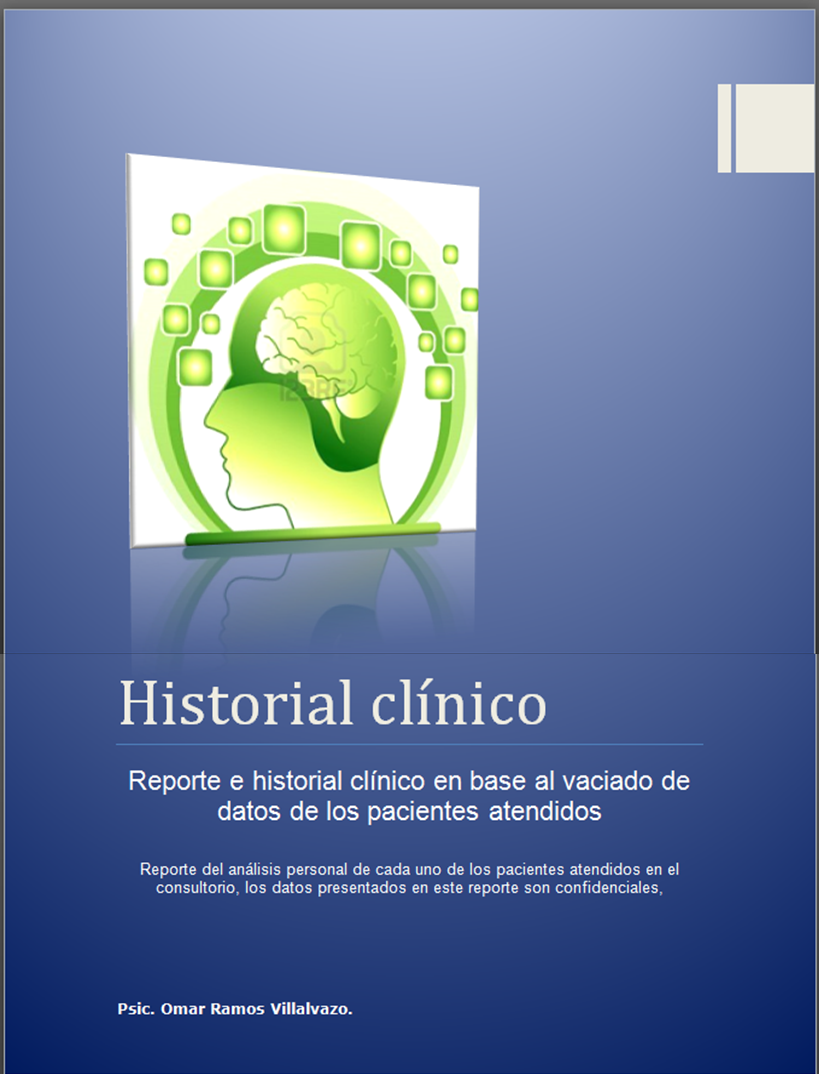 123RF
Historial clínico
Reporte e historial clínico en base al vaciado de
datos de los pacientes atendidos
Reporte del análisis personal de cada uno de los pacientes atendidos en el
consultorio, los datos presentados en este reporte son confidenciales,
Psic. Omar Ramos Villalvazo.